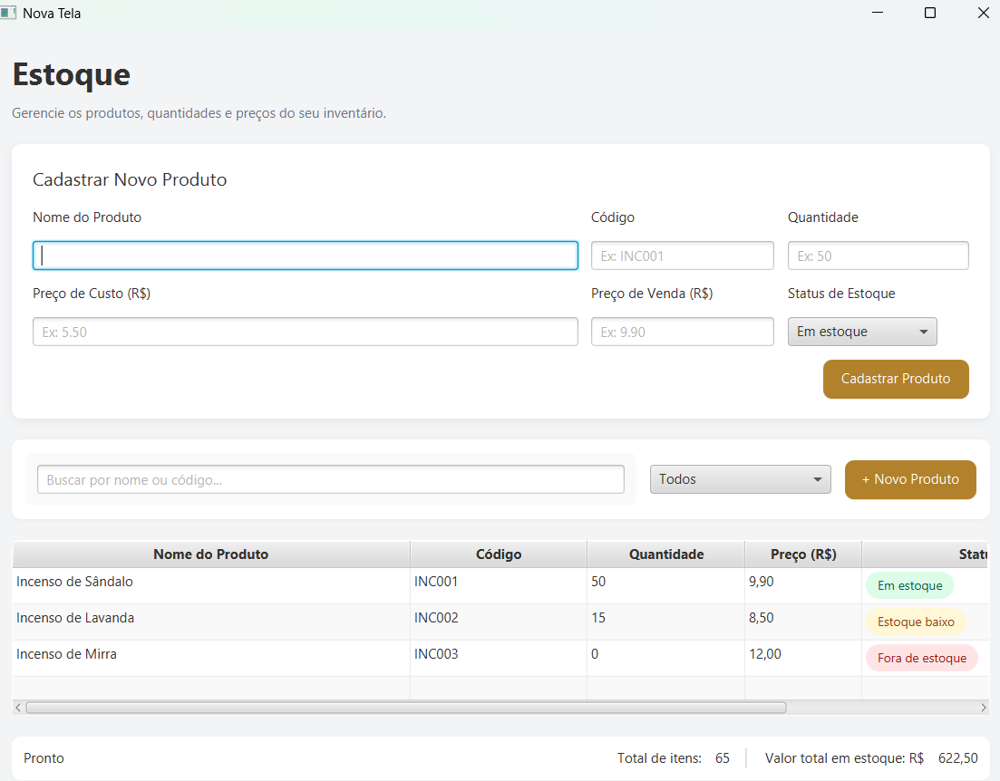 Nova Tela
Estoque
Gerencie os produtos, quantidades e preços do seu inventário.
Cadastrar Novo Produto
Nome do Produto Código Quantidade
Ex: INC001 Ex: 50
Preço de Custo (R$) Preço de Venda (R$) Status de Estoque
Ex: 5.50 Ex: 9.90 Em estoque
Cadastrar Produto
Buscar por nome ou código... Todos + Novo Produto
Nome do Produto Código Quantidade Preço (R$) Statu
Incenso de Sândalo INC001 50 9,90 Em estoque
Incenso de Lavanda INC002 15 8,50 Estoque baixo
Incenso de Mirra INC003 0 12,00 Fora de estoque
Pronto Total de itens: 65 Valor total em estoque: R$ 622,50